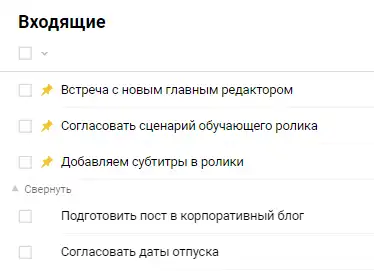 Входящие
Встреча с новым главным редактором
Согласовать сценарий обучающего ролика
Добавляем субтитры в ролики
Свернуть
Подготовить пост в корпоративный блог
Согласовать даты отпуска